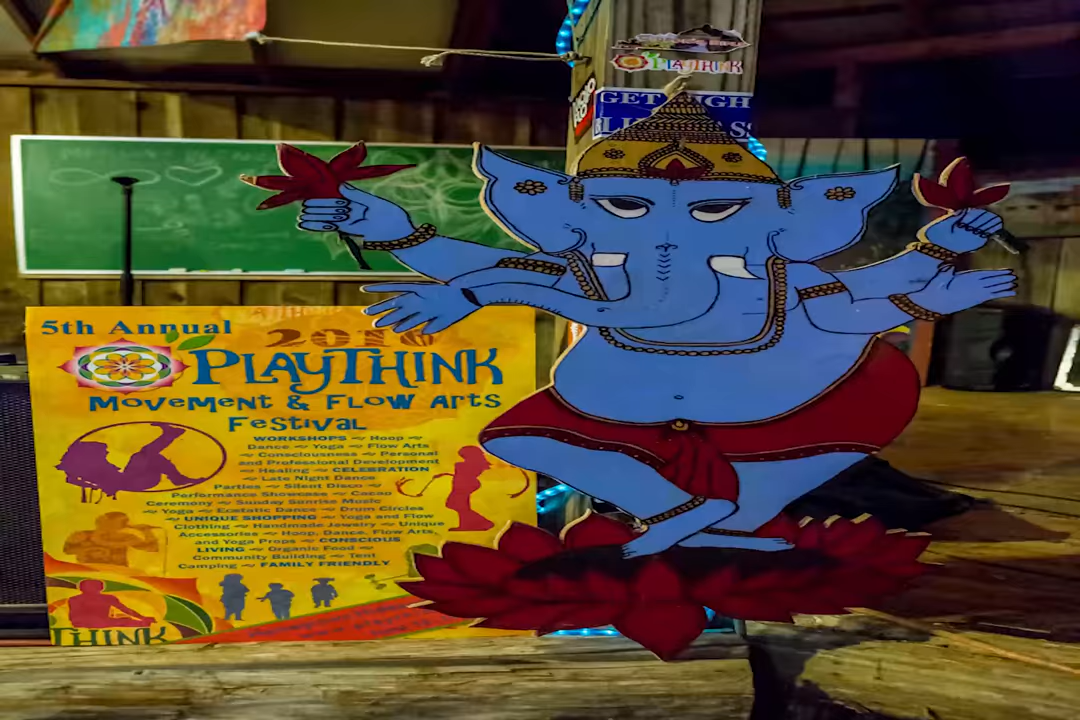 PLAYTHINK
GET HIGH
5th Annual
2016
PLAYTHINK
MOVEMENT & FLOW ARTS
FESTIVAL
WORKSHOPS ~ Hoop ~
Dance ~ Yoga ~ Flow Arts
~ Consciousness ~ Personal
and Professional Development
~ Healing ~ CELEBRATION
~ Late Night Dance
Parties ~ Silent Disco ~
Performance Showcase ~ Cacao
Ceremony ~ Sunday Sunrise Music
~ Yoga ~ Ecstatic Dance ~ Drum Circles
~ UNIQUE SHOPPING ~ Yoga and Flow
Clothing ~ Handmade Jewelry ~ Unique
Accessories ~ Hoop, Dance, Flow Arts,
and Yoga Props ~ CONSCIOUS
LIVING ~ Organic Food ~
Community Building ~ Tent
Camping ~ FAMILY FRIENDLY
THINK